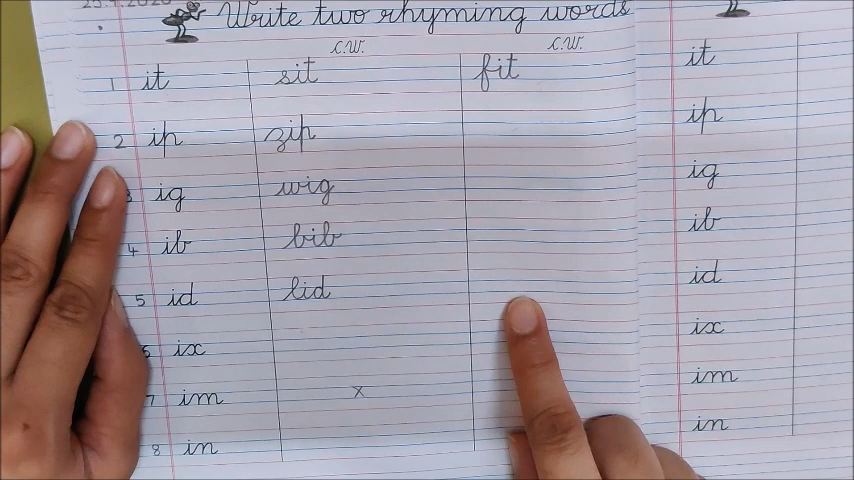 Write two rhyming words
c.w. c.w.
1 it sit fit
2 ip zip
3 ig wig
4 ib bib
5 id lid
6 ix
7 im x
8 in
it
ip
ig
ib
id
ix
im
in